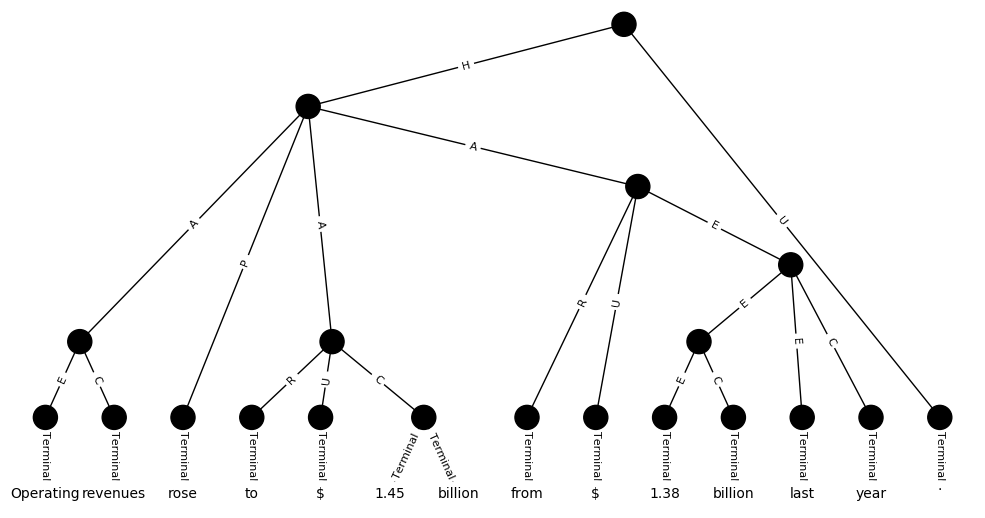 H
A
A
P
A
E
U
R
U
E
E
C
E
C
R
U
C
E
C
Terminal Terminal Terminal Terminal Terminal Terminal Terminal Terminal Terminal Terminal Terminal Terminal Terminal Terminal
Operating revenues rose to $ 1.45 billion from $ 1.38 billion last year .